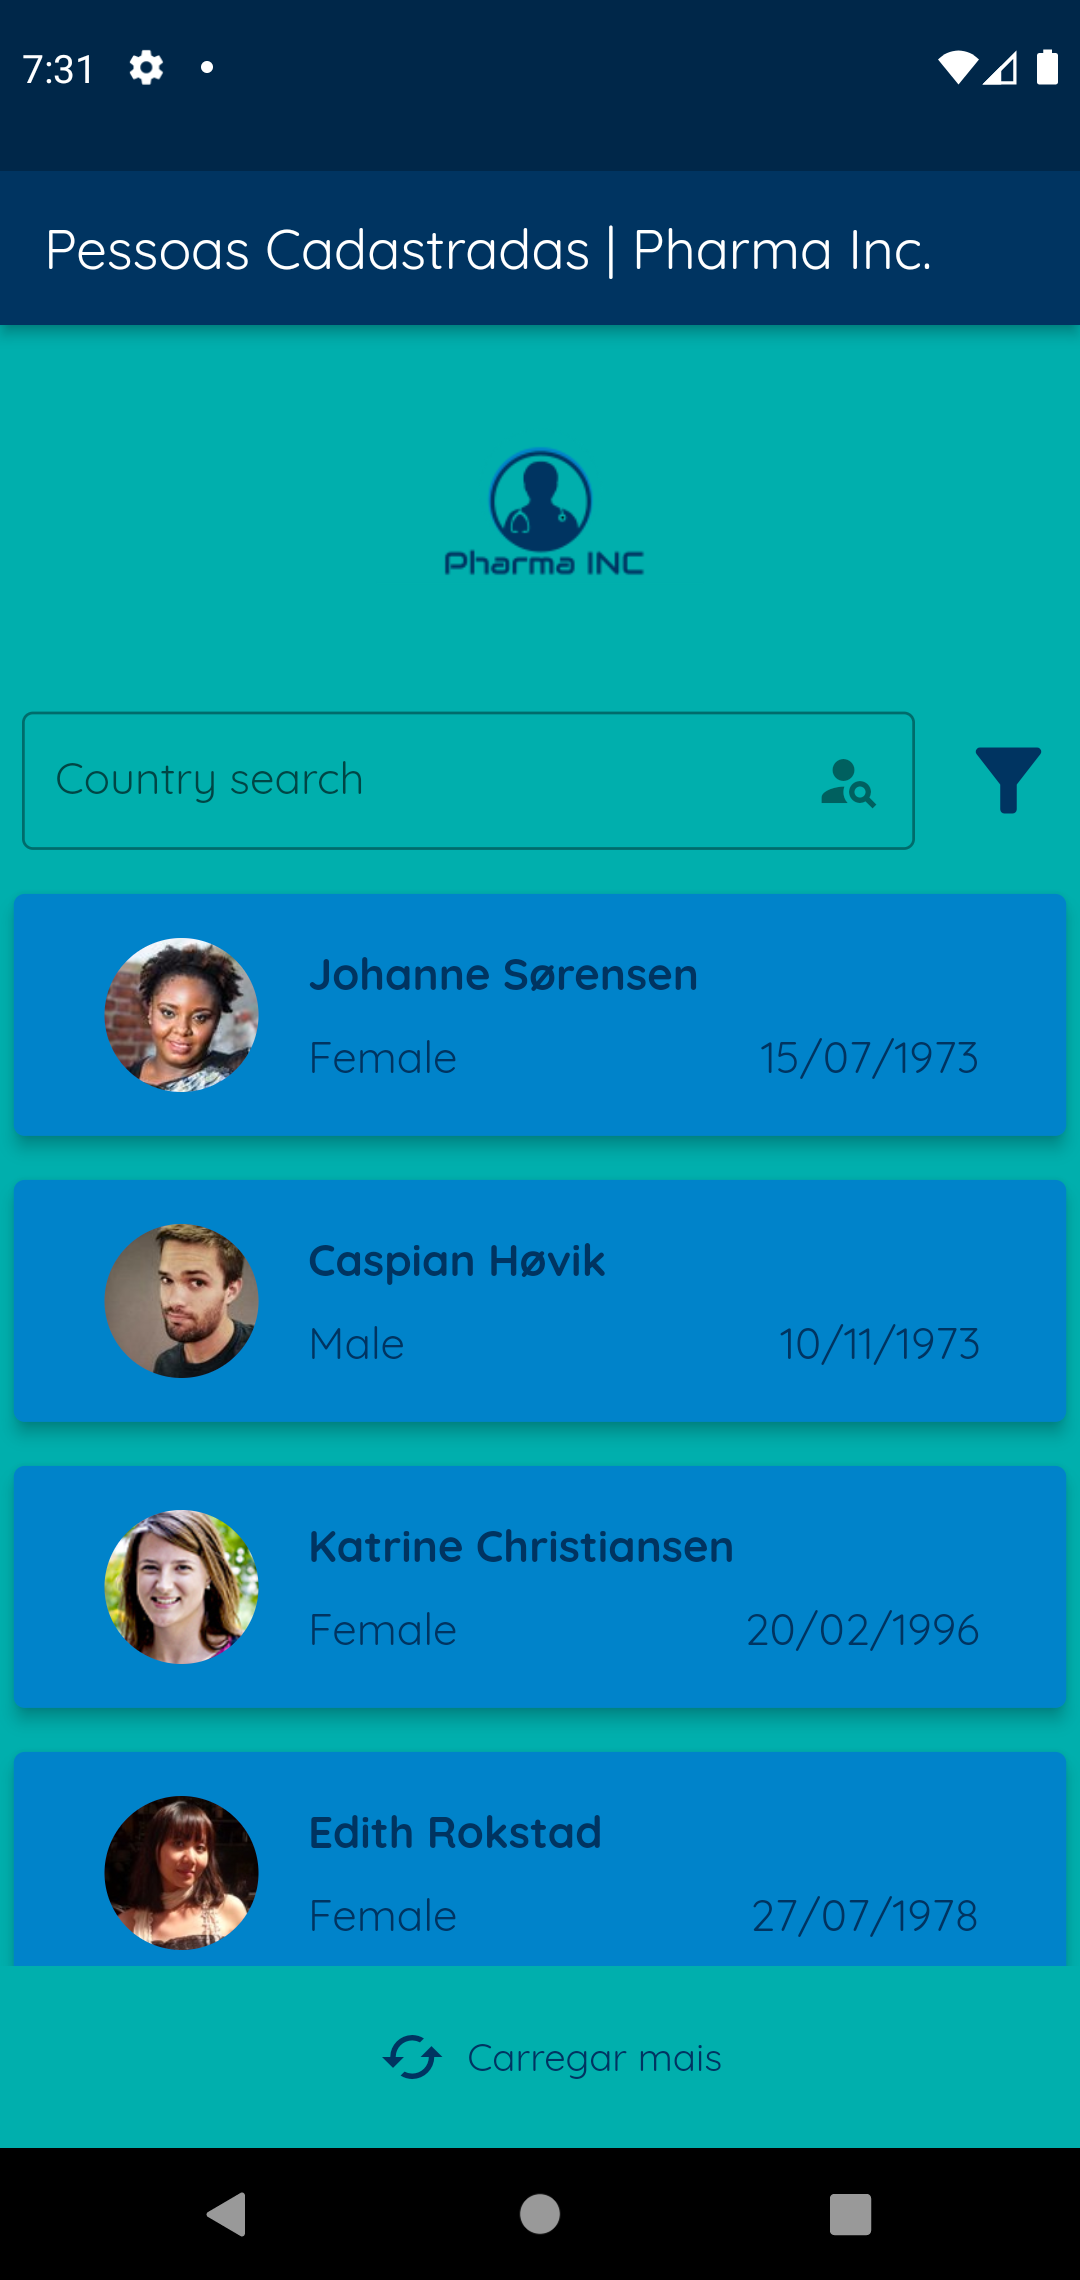 7:31
Pessoas Cadastradas | Pharma Inc.
Pharma INC
Country search
Johanne Sørensen
Female 15/07/1973
Caspian Høvik
Male 10/11/1973
Katrine Christiansen
Female 20/02/1996
Edith Rokstad
Female 27/07/1978
Carregar mais